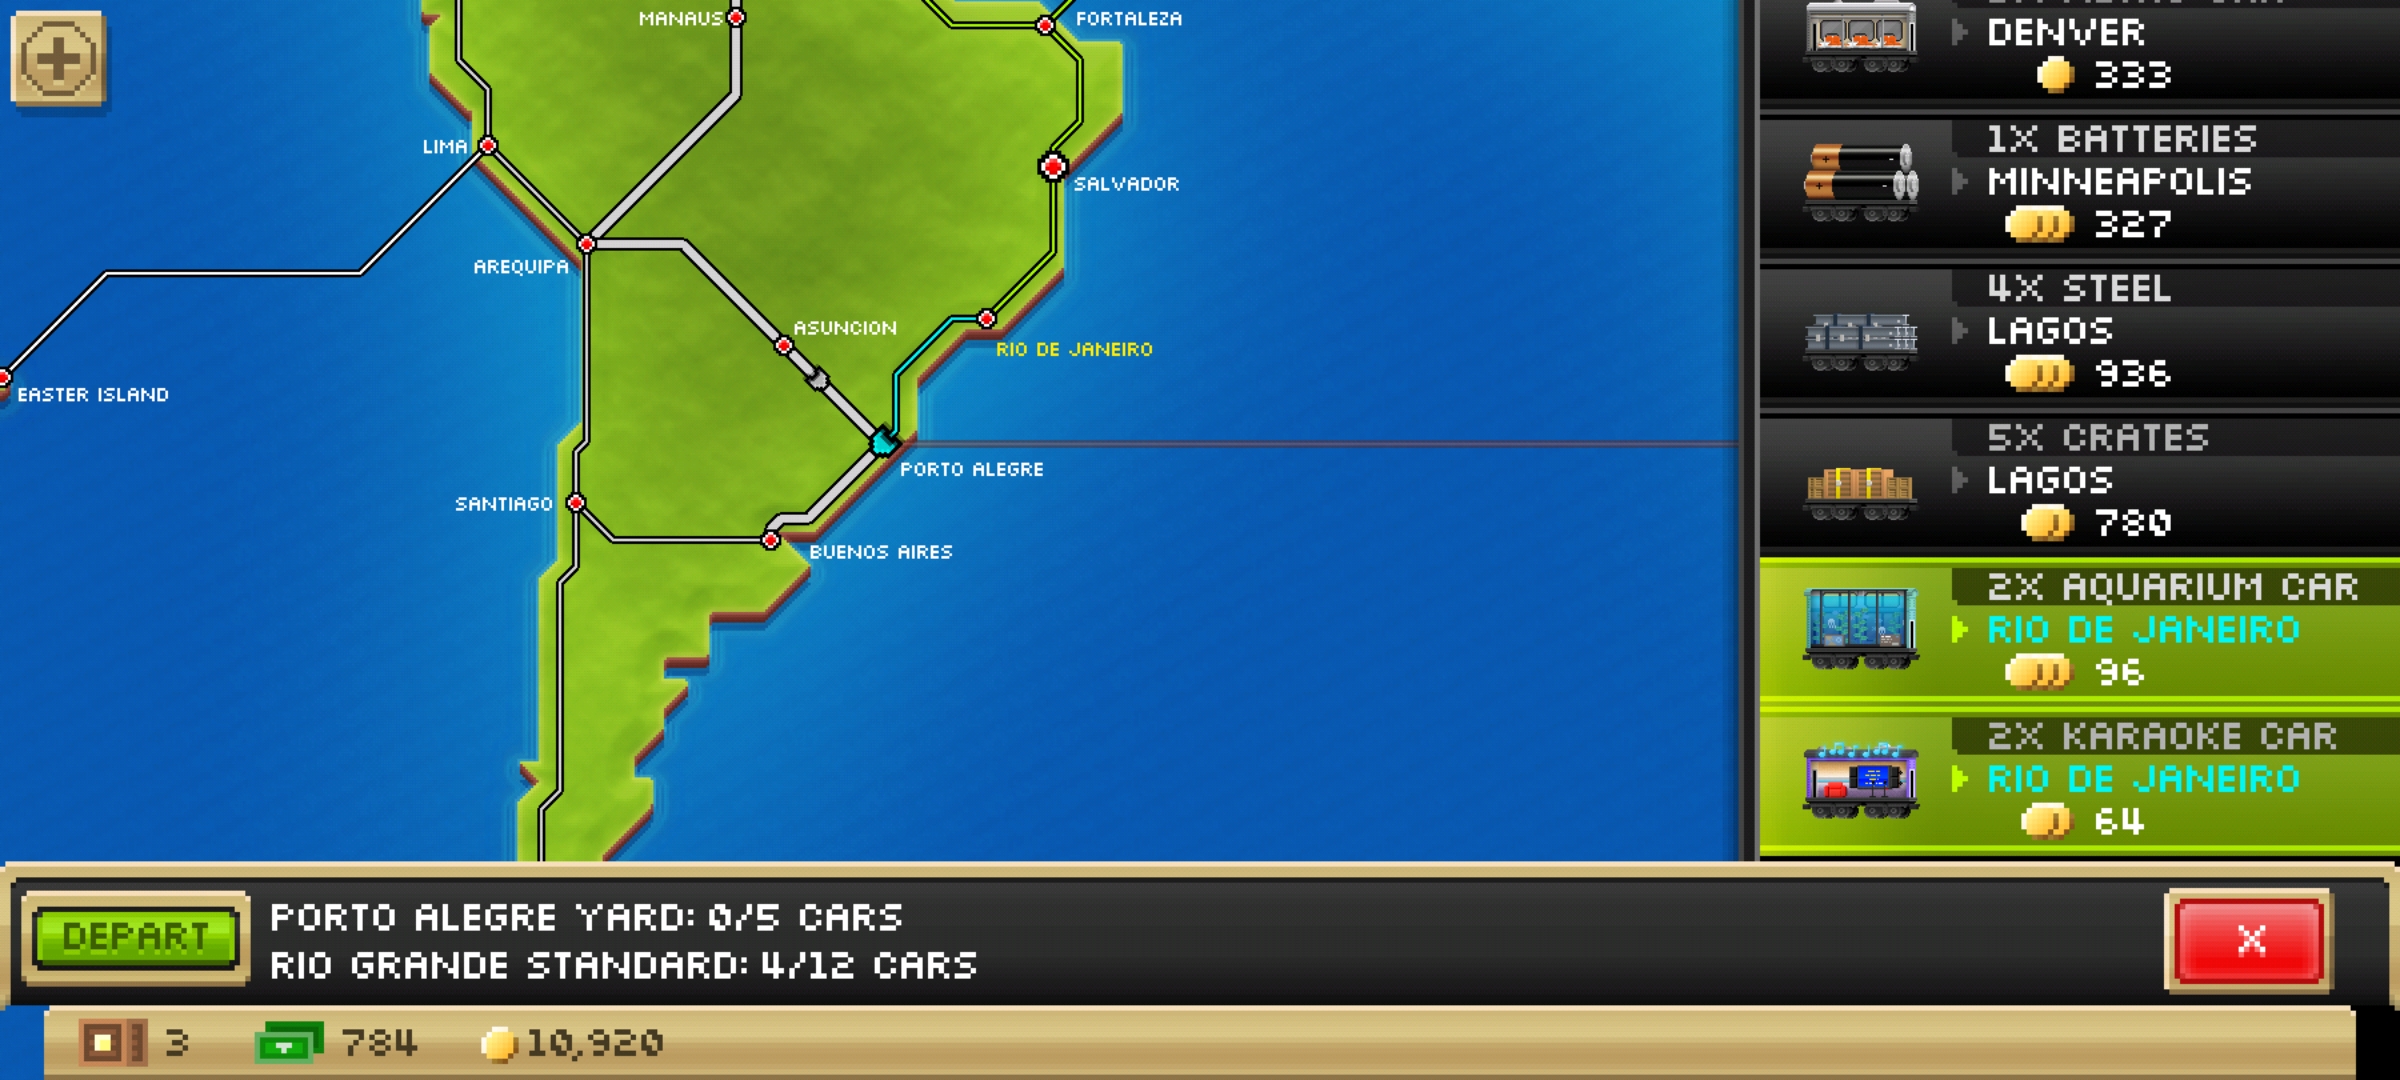 MANAUS
FORTALEZA
LIMA
SALVADOR
AREQUIPA
ASUNCION
RIO DE JANEIRO
EASTER ISLAND
PORTO ALEGRE
SANTIAGO
BUENOS AIRES
DENVER
333
1X BATTERIES
MINNEAPOLIS
327
4X STEEL
LAGOS
936
5X CRATES
LAGOS
780
2X AQUARIUM CAR
RIO DE JANEIRO
96
2X KARAOKE CAR
RIO DE JANEIRO
64
DEPART
PORTO ALEGRE YARD: 0/5 CARS
RIO GRANDE STANDARD: 4/12 CARS
X
3
784
10,920